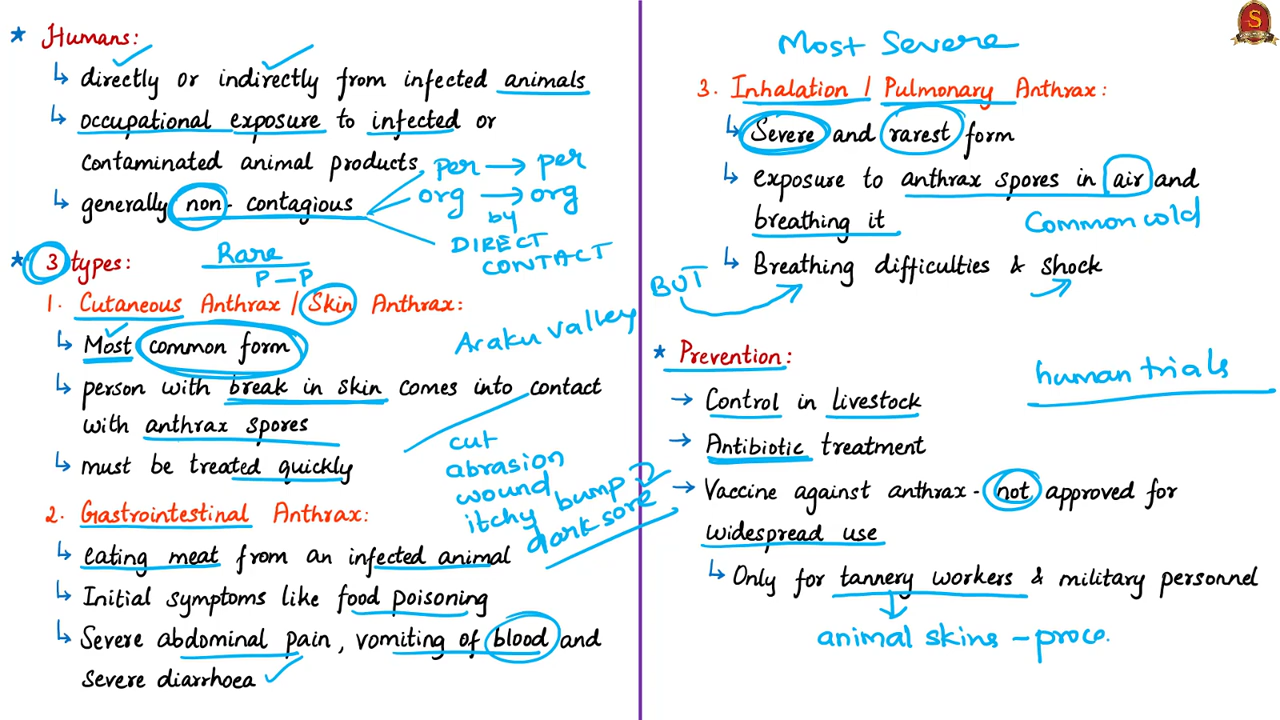 * Humans:
↳ directly or indirectly from infected animals
↳ occupational exposure to infected or
contaminated animal products
↳ generally non-contagious
per → per
org → org
by
DIRECT
CONTACT
* 3 types:
Rare
P-P
1. Cutaneous Anthrax / Skin Anthrax:
↳ Most common form
Araku valley
↳ person with break in skin comes into contact
with anthrax spores
↳ must be treated quickly
cut
abrasion
wound
itchy bump
dark sore
2. Gastrointestinal Anthrax:
↳ eating meat from an infected animal
↳ Initial symptoms like food poisoning
↳ Severe abdominal pain, vomiting of blood and
severe diarrhoea
S
Most Severe
3. Inhalation / Pulmonary Anthrax:
↳ Severe and rarest form
↳ exposure to anthrax spores in air and
breathing it
Common cold
↳ Breathing difficulties & shock
BUT
* Prevention:
human trials
→ Control in livestock
→ Antibiotic treatment
→ Vaccine against anthrax - not approved for
widespread use
↳ Only for tannery workers & military personnel
animal skins - proce